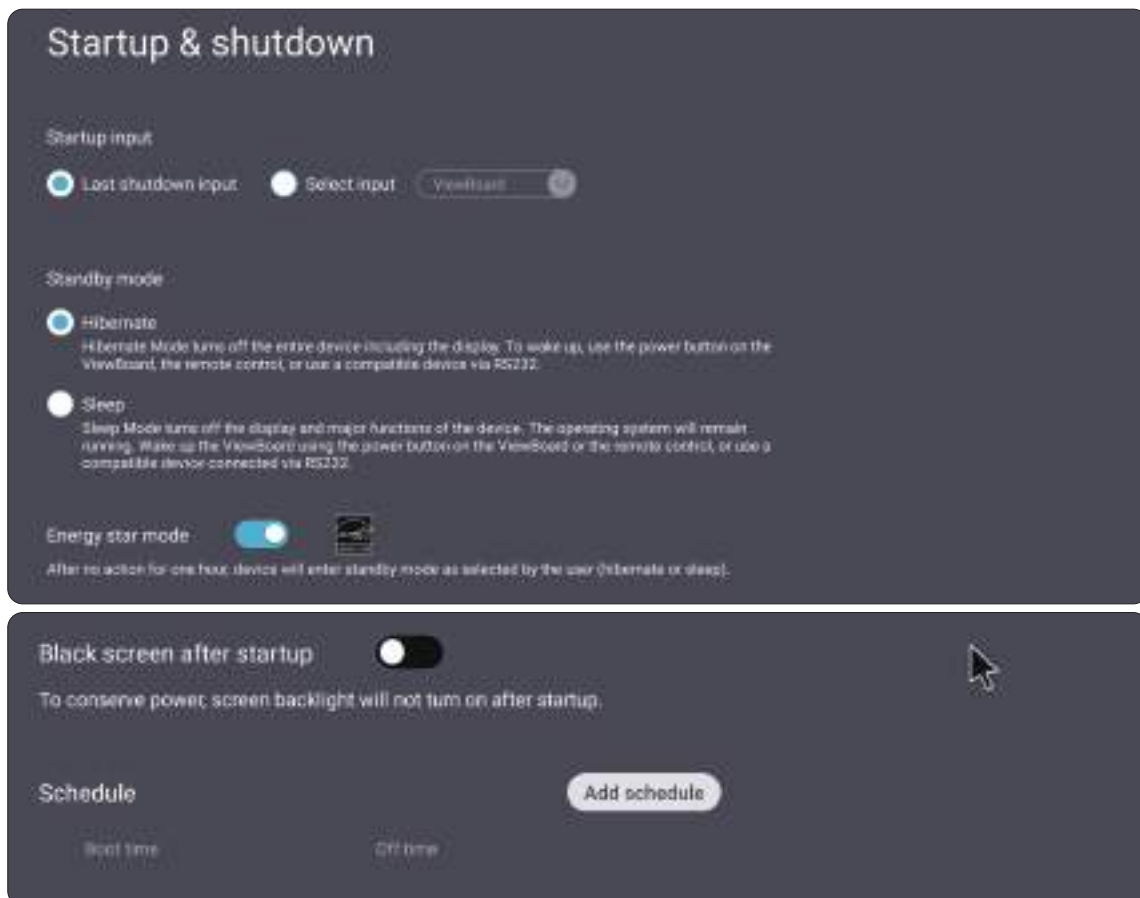 Startup & shutdown
Startup input
Last shutdown input Select input ViewBoard
Standby mode
Hibernate
Hibernate Mode turns off the entire device including the display. To wake up, use the power button on the
ViewBoard, the remote control, or use a compatible device via RS232.
Sleep
Sleep Mode turns off the display and major functions of the device. The operating system will remain
running. Wake up the ViewBoard using the power button on the ViewBoard or the remote control, or use a
compatible device connected via RS232.
Energy star mode
After no action for one hour, device will enter standby mode as selected by the user (hibernate or sleep).
Black screen after startup
To conserve power, screen backlight will not turn on after startup.
Schedule Add schedule
Boot time Off time